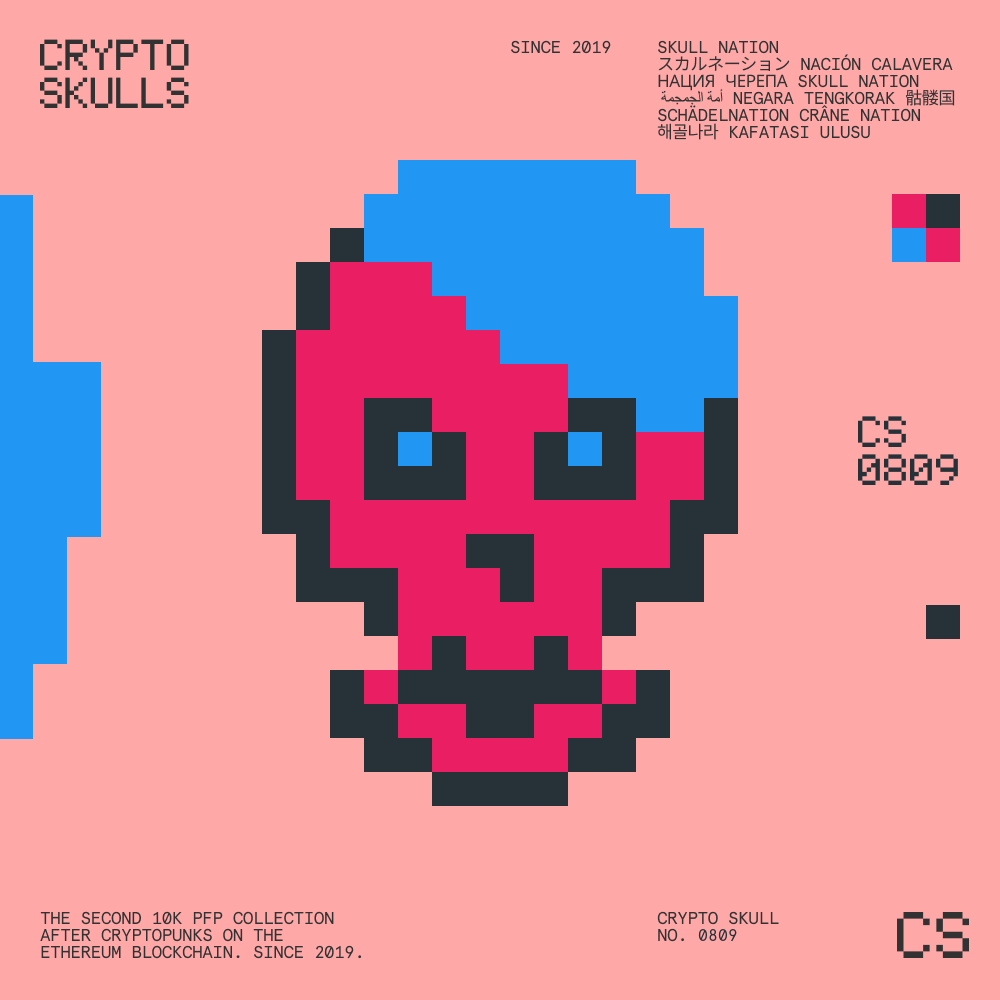 CRYPTO
SKULLS
SINCE 2019
SKULL NATION
スカルネーション NACIÓN CALAVERA
НАЦИЯ ЧЕРЕПА SKULL NATION
أمة الجمجمة NEGARA TENGKORAK 骷髅国
SCHÄDELNATION CRÂNE NATION
해골나라 KAFATASI ULUSU
CS
0809
THE SECOND 10K PFP COLLECTION
AFTER CRYPTOPUNKS ON THE
ETHEREUM BLOCKCHAIN. SINCE 2019.
CRYPTO SKULL
NO. 0809
CS